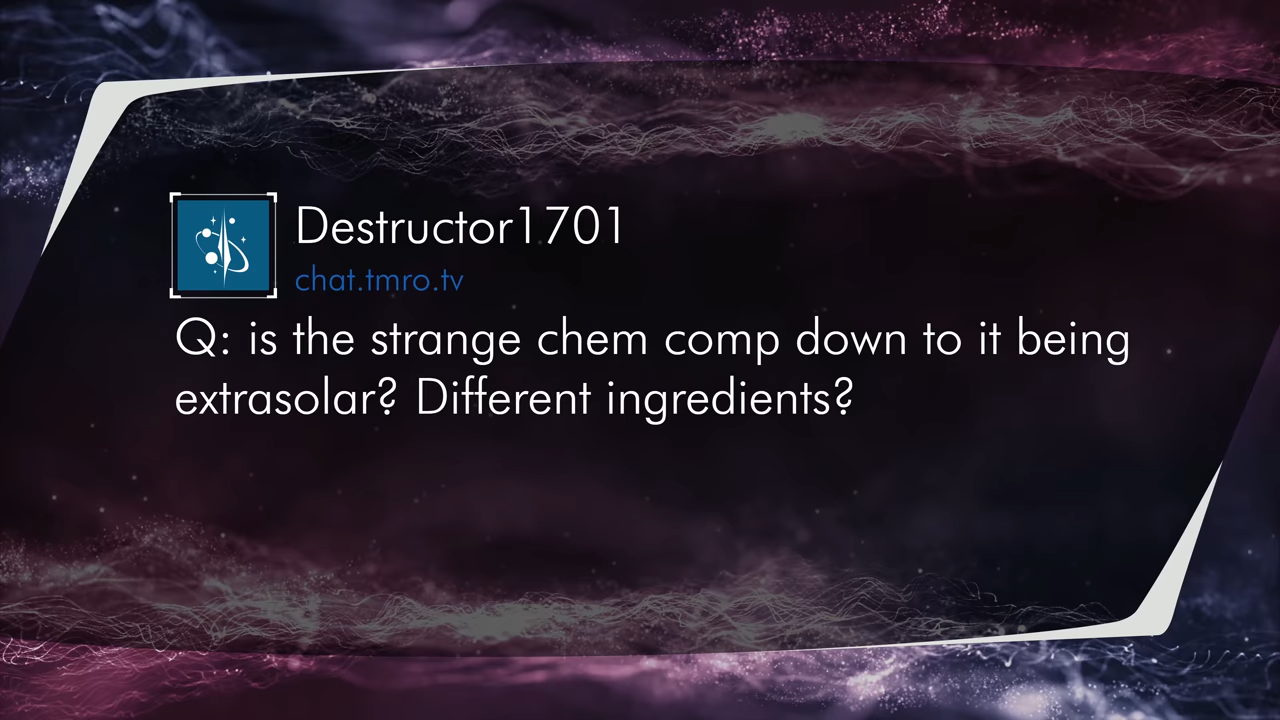 Destructor1701
chat.tmro.tv
Q: is the strange chem comp down to it being
extrasolar? Different ingredients?